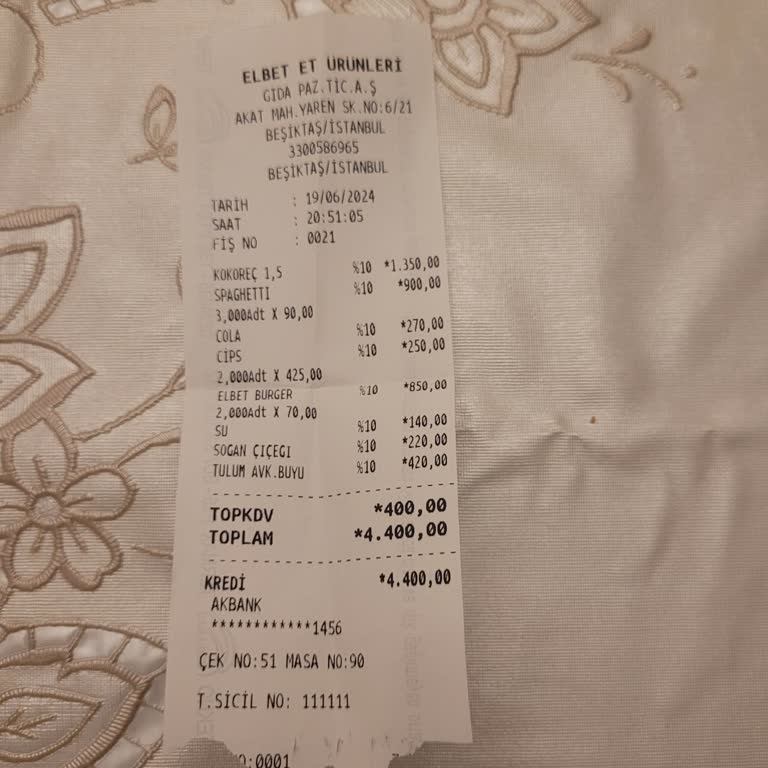 ELBET ET ÜRÜNLERİ
GIDA PAZ.TİC.A.Ş
AKAT MAH.YAREN SK.NO:6/21
BEŞİKTAŞ/İSTANBUL
3300586965
BEŞİKTAŞ/İSTANBUL
TARİH : 19/06/2024
SAAT : 20:51:05
FİŞ NO : 0021
KOKOREÇ 1,5 %10 *1.350,00
SPAGHETTI %10 *900,00
3,000Adt X 90,00
COLA %10 *270,00
CİPS %10 *250,00
2,000Adt X 425,00
ELBET BURGER %10 *850,00
2,000Adt X 70,00
SU %10 *140,00
SOGAN ÇIÇEGI %10 *220,00
TULUM AVK.BUYU %10 *420,00
TOPKDV *400,00
TOPLAM *4.400,00
KREDİ *4.400,00
AKBANK
************1456
ÇEK NO:51 MASA NO:90
T.SİCİL NO: 111111
:0001